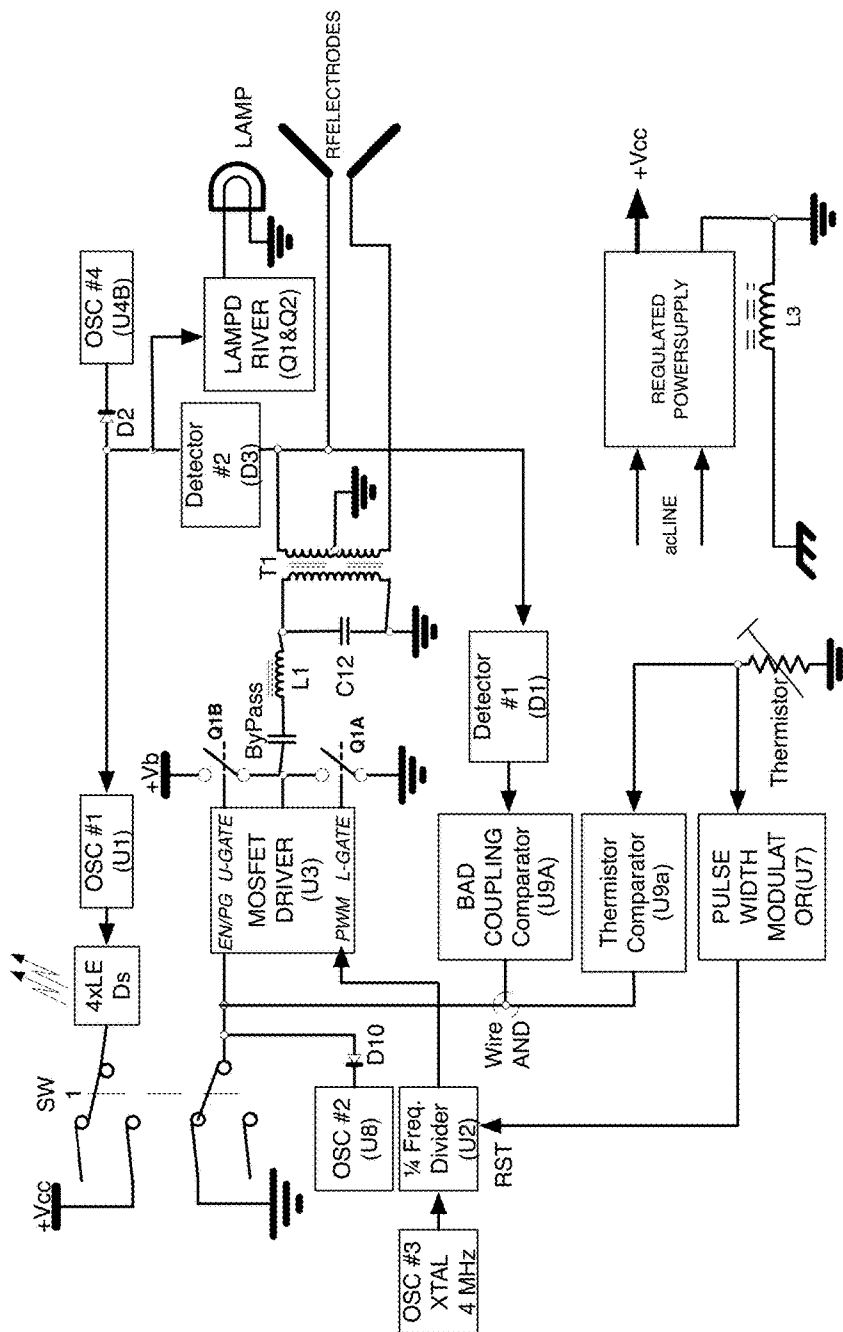 +Vcc
SW
1
4xLE
Ds
OSC #1
(U1)
D2
OSC #4
(U4B)
LAMPD
RIVER
(Q1&Q2)
LAMP
Detector
#2
(D3)
RFELECTRODES
+Vb
Q1B
Q1A
ByPass
L1
C12
T1
EN/PG U-GATE
MOSFET
DRIVER
(U3)
PWM L-GATE
D10
OSC #2
(U8)
OSC #3
XTAL
4 MHz
¼ Freq.
Divider
(U2)
RST
Wire
AND
BAD
COUPLING
Comparator
(U9A)
Detector
#1
(D1)
Thermistor
Comparator
(U9a)
PULSE
WIDTH
MODULAT
OR(U7)
Thermistor
acLINE
REGULATED
POWERSUPPLY
+Vcc
L3